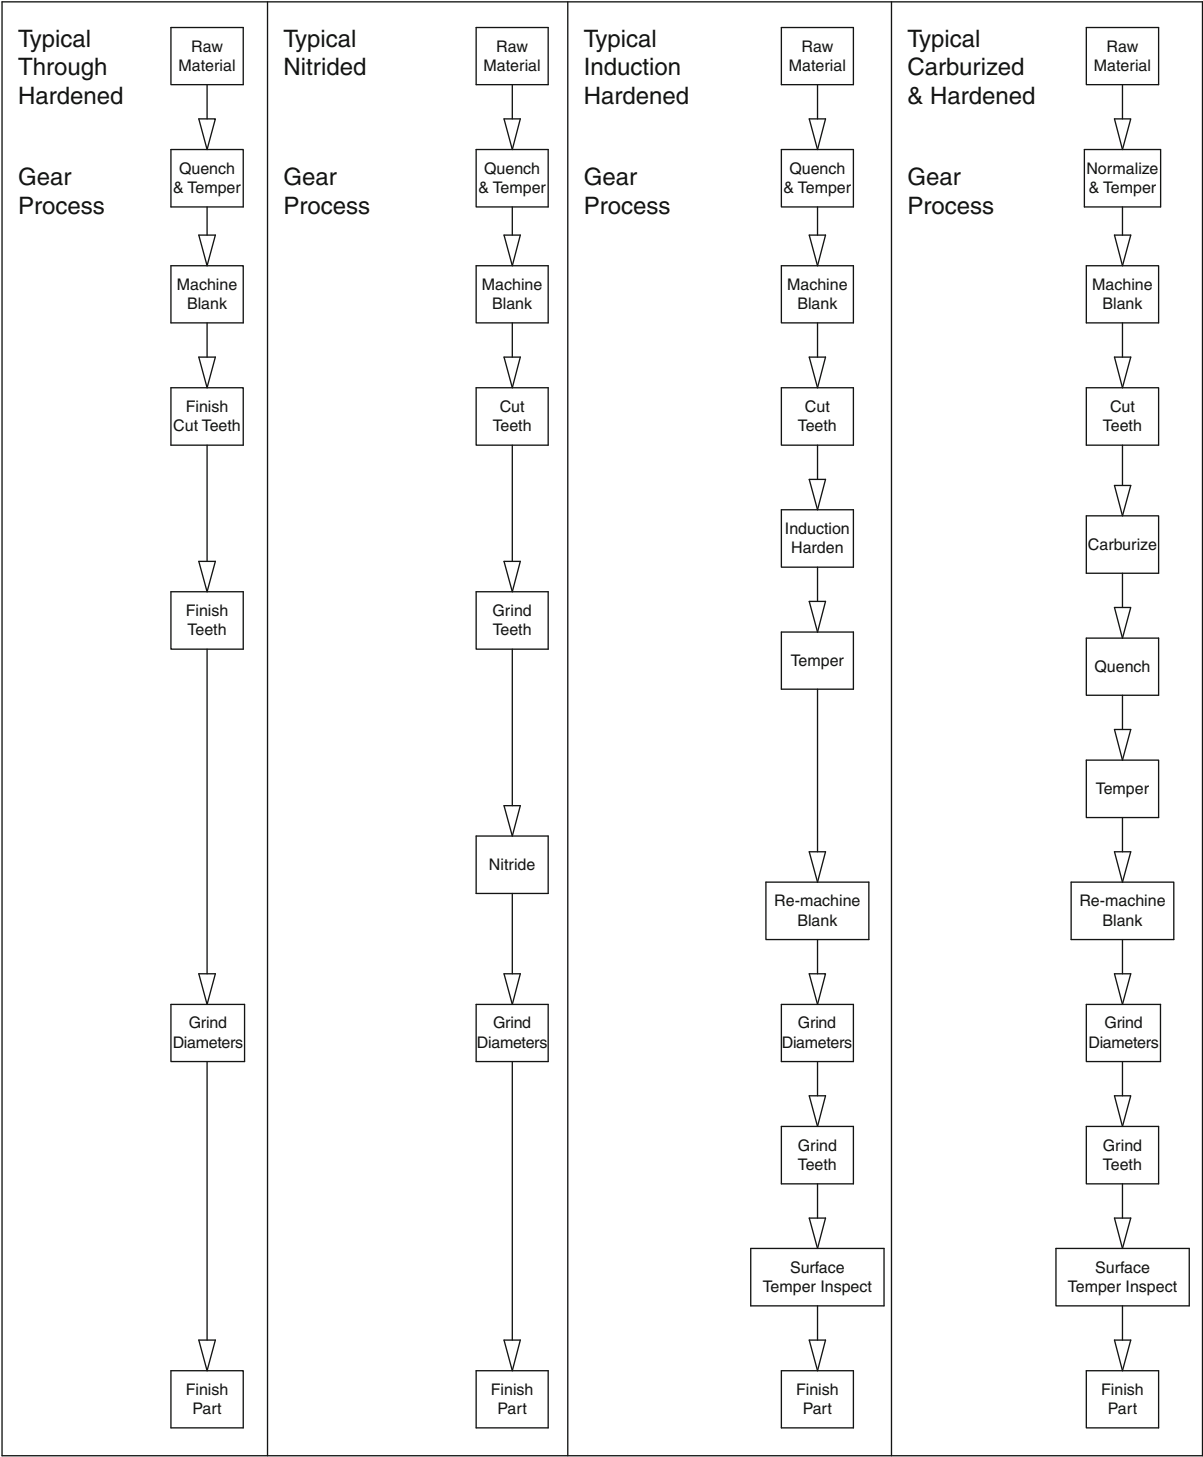 Typical
Through
Hardened
Gear
Process
Raw
Material
Quench
& Temper
Machine
Blank
Finish
Cut Teeth
Finish
Teeth
Grind
Diameters
Finish
Part
Typical
Nitrided
Gear
Process
Raw
Material
Quench
& Temper
Machine
Blank
Cut
Teeth
Grind
Teeth
Nitride
Grind
Diameters
Finish
Part
Typical
Induction
Hardened
Gear
Process
Raw
Material
Quench
& Temper
Machine
Blank
Cut
Teeth
Induction
Harden
Temper
Re-machine
Blank
Grind
Diameters
Grind
Teeth
Surface
Temper Inspect
Finish
Part
Typical
Carburized
& Hardened
Gear
Process
Raw
Material
Normalize
& Temper
Machine
Blank
Cut
Teeth
Carburize
Quench
Temper
Re-machine
Blank
Grind
Diameters
Grind
Teeth
Surface
Temper Inspect
Finish
Part